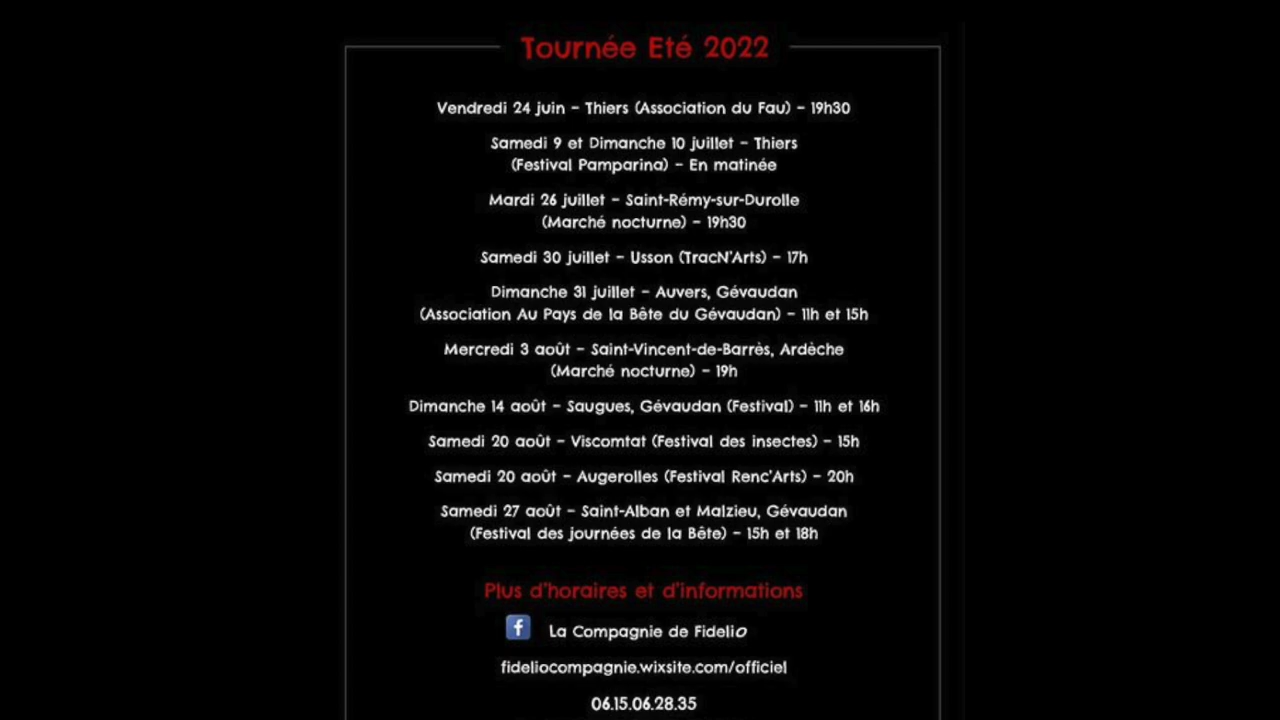 Tournée Eté 2022
Vendredi 24 juin – Thiers (Association du Fau) – 19h30
Samedi 9 et Dimanche 10 juillet – Thiers
(Festival Pamparina) – En matinée
Mardi 26 juillet – Saint-Rémy-sur-Durolle
(Marché nocturne) – 19h30
Samedi 30 juillet – Usson (TracN'Arts) – 17h
Dimanche 31 juillet – Auvers, Gévaudan
(Association Au Pays de la Bête du Gévaudan) – 11h et 15h
Mercredi 3 août – Saint-Vincent-de-Barrès, Ardèche
(Marché nocturne) – 19h
Dimanche 14 août – Saugues, Gévaudan (Festival) – 11h et 16h
Samedi 20 août – Viscomtat (Festival des insectes) – 15h
Samedi 20 août – Augerolles (Festival Renc'Arts) – 20h
Samedi 27 août – Saint-Alban et Malzieu, Gévaudan
(Festival des journées de la Bête) – 15h et 18h
Plus d'horaires et d'informations
f La Compagnie de Fidelio
fideliocompagnie.wixsite.com/officiel
06.15.06.28.35